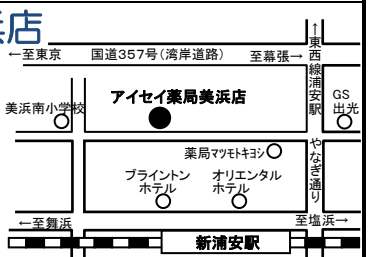 浜店
←至東京 国道357号(湾岸道路) 至幕張→
←東西線浦安駅
アイセイ薬局美浜店
美浜南小学校
GS
出光
薬局マツモトキヨシ
やなぎ通り
ブライントン
ホテル
オリエンタル
ホテル
←至舞浜
至塩浜→
新浦安駅